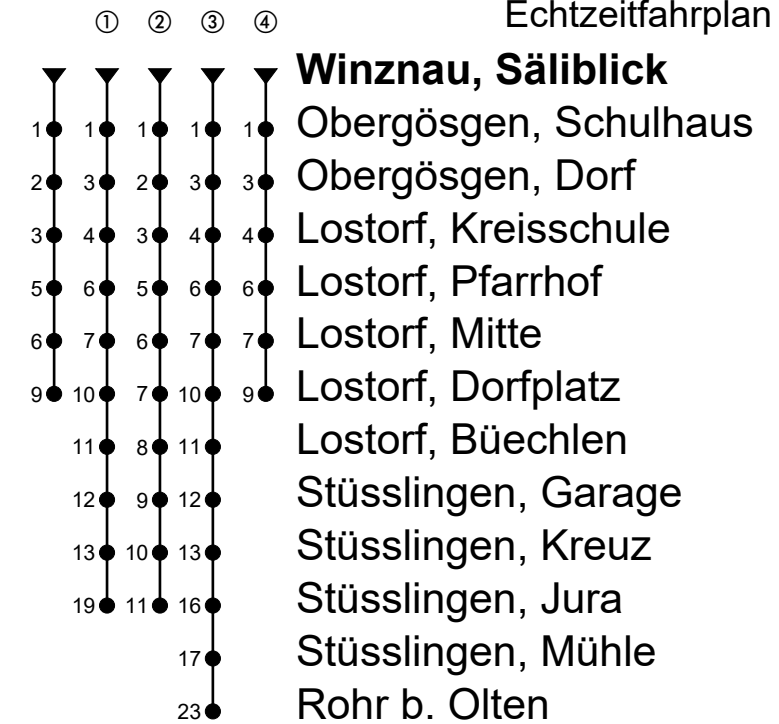 Echtzeitfahrplan
① ② ③ ④
Winznau, Säliblick
1 1 1 1 1 Obergösgen, Schulhaus
2 3 2 3 3 Obergösgen, Dorf
3 4 3 4 4 Lostorf, Kreisschule
5 6 5 6 6 Lostorf, Pfarrhof
6 7 6 7 7 Lostorf, Mitte
9 10 7 10 9 Lostorf, Dorfplatz
11 8 11 Lostorf, Büechlen
12 9 12 Stüsslingen, Garage
13 10 13 Stüsslingen, Kreuz
19 11 16 Stüsslingen, Jura
17 Stüsslingen, Mühle
23 Rohr b. Olten